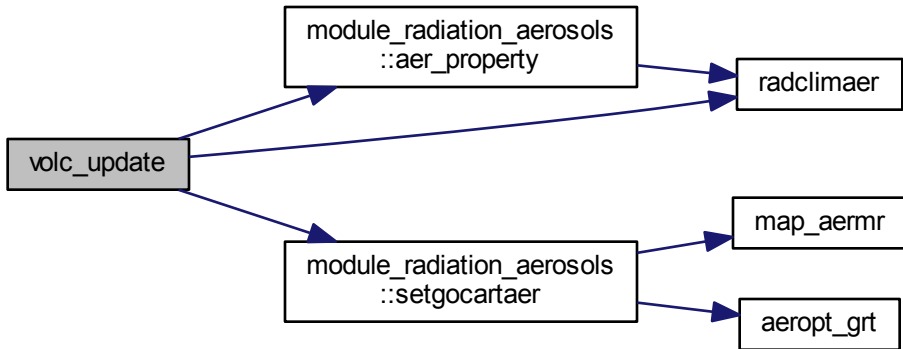 module_radiation_aerosols
::aer_property
radclimaer
volc_update
map_aermr
module_radiation_aerosols
::setgocartaer
aeropt_grt